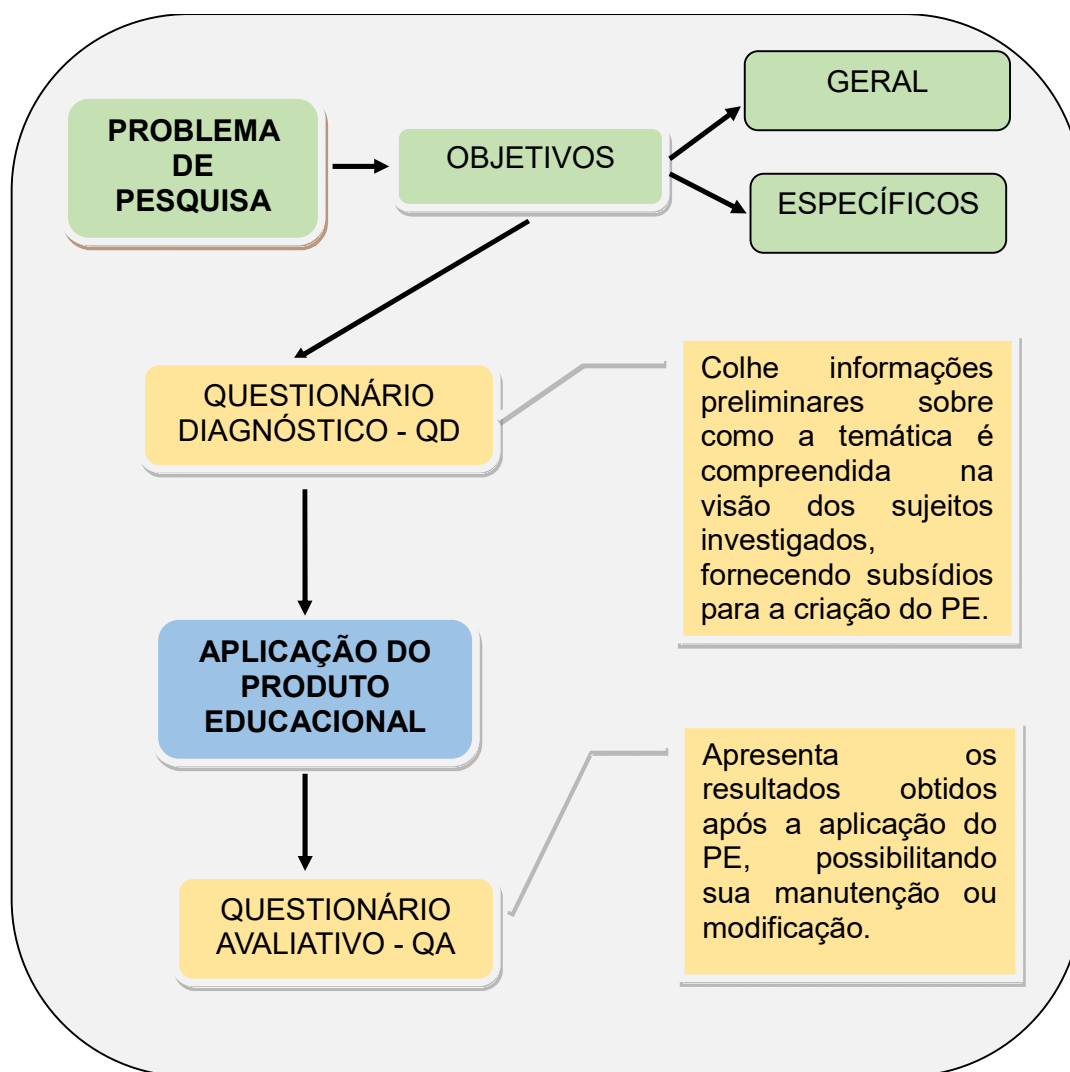 PROBLEMA
DE
PESQUISA
OBJETIVOS
GERAL
ESPECÍFICOS
QUESTIONÁRIO
DIAGNÓSTICO - QD
Colhe informações
preliminares sobre
como a temática é
compreendida na
visão dos sujeitos
investigados,
fornecendo subsídios
para a criação do PE.
APLICAÇÃO DO
PRODUTO
EDUCACIONAL
Apresenta os
resultados obtidos
após a aplicação do
PE, possibilitando
sua manutenção ou
modificação.
QUESTIONÁRIO
AVALIATIVO - QA